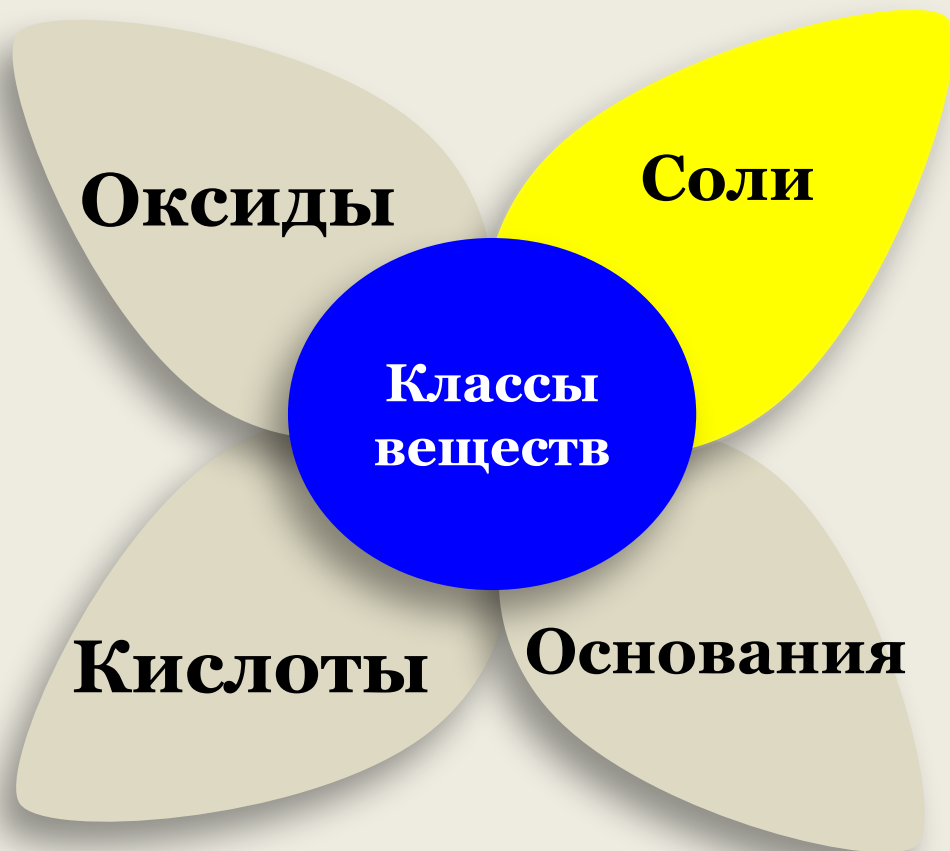 Оксиды
Соли
Классы
веществ
Кислоты
Основания